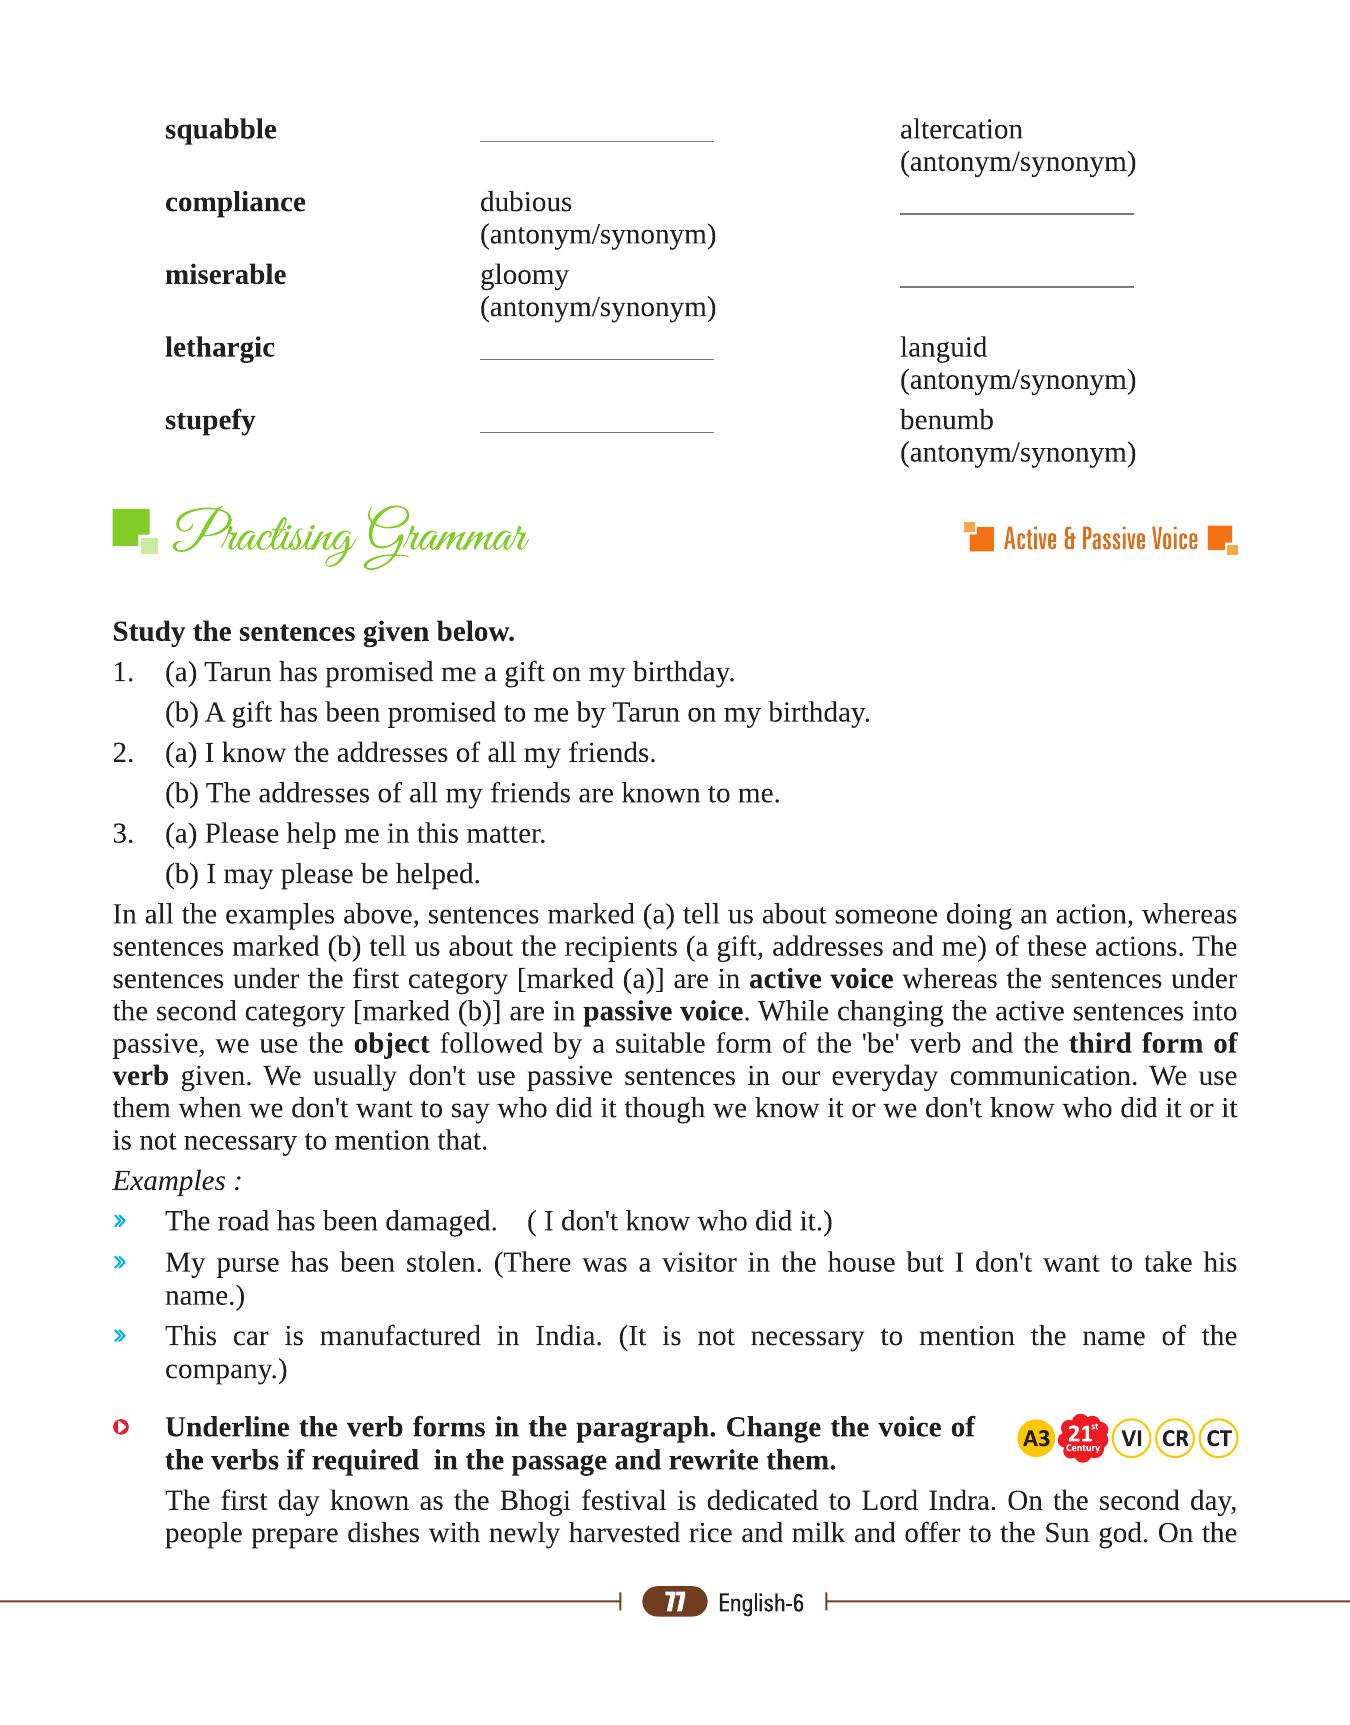 squabble ________________ altercation
(antonym/synonym)
compliance dubious ________________
(antonym/synonym)
miserable gloomy ________________
(antonym/synonym)
lethargic ________________ languid
(antonym/synonym)
stupefy ________________ benumb
(antonym/synonym)
Practising Grammar
Active & Passive Voice
Study the sentences given below.
1. (a) Tarun has promised me a gift on my birthday.
(b) A gift has been promised to me by Tarun on my birthday.
2. (a) I know the addresses of all my friends.
(b) The addresses of all my friends are known to me.
3. (a) Please help me in this matter.
(b) I may please be helped.
In all the examples above, sentences marked (a) tell us about someone doing an action, whereas
sentences marked (b) tell us about the recipients (a gift, addresses and me) of these actions. The
sentences under the first category [marked (a)] are in active voice whereas the sentences under
the second category [marked (b)] are in passive voice. While changing the active sentences into
passive, we use the object followed by a suitable form of the 'be' verb and the third form of
verb given. We usually don't use passive sentences in our everyday communication. We use
them when we don't want to say who did it though we know it or we don't know who did it or it
is not necessary to mention that.
Examples :
» The road has been damaged. ( I don't know who did it.)
» My purse has been stolen. (There was a visitor in the house but I don't want to take his
name.)
» This car is manufactured in India. (It is not necessary to mention the name of the
company.)
Underline the verb forms in the paragraph. Change the voice of
the verbs if required in the passage and rewrite them.
A3 21st Century VI CR CT
The first day known as the Bhogi festival is dedicated to Lord Indra. On the second day,
people prepare dishes with newly harvested rice and milk and offer to the Sun god. On the
77 English-6